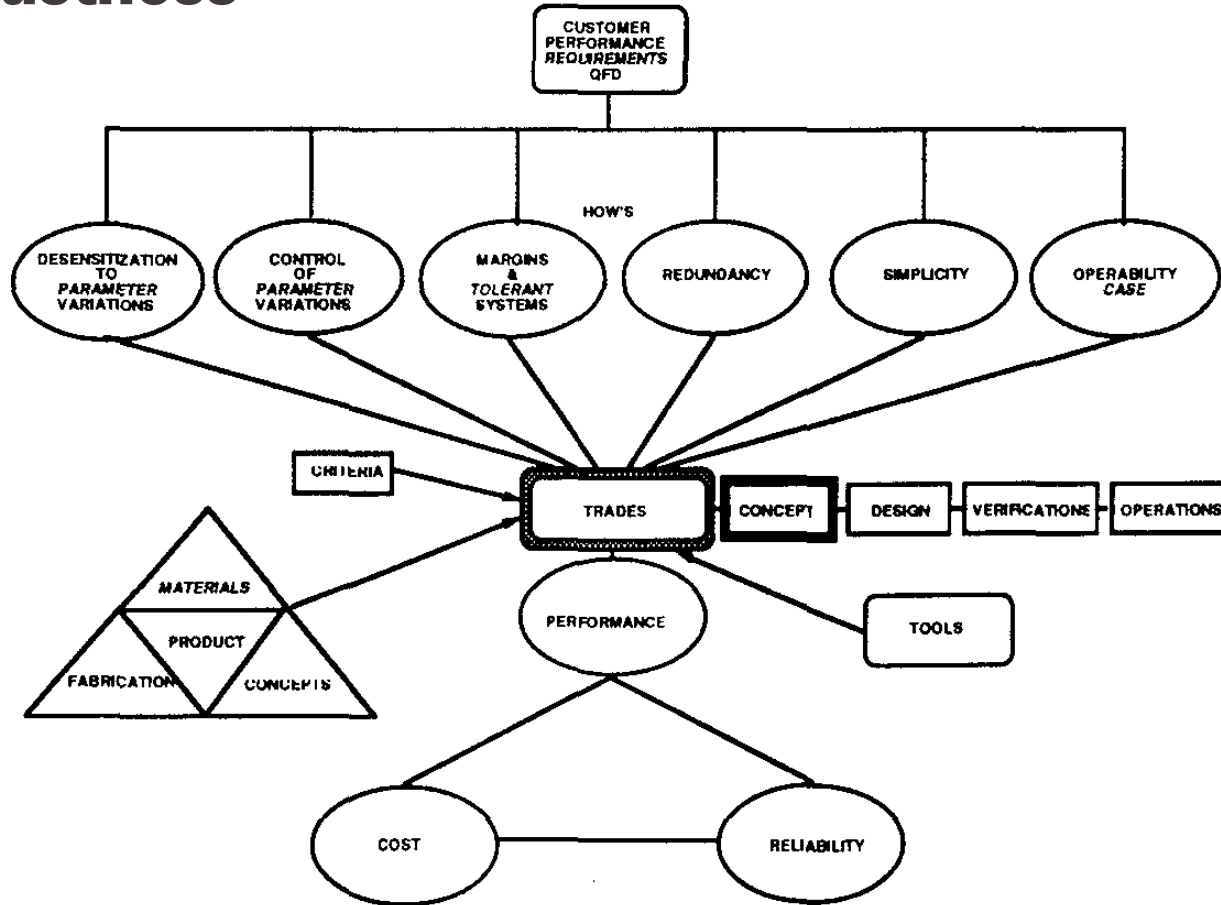 CUSTOMER
PERFORMANCE
REQUIREMENTS
QFD
HOW'S
DESENSITIZATION
TO
PARAMETER
VARIATIONS
CONTROL
OF
PARAMETER
VARIATIONS
MARGINS
&
TOLERANT
SYSTEMS
REDUNDANCY
SIMPLICITY
OPERABILITY
CASE
CRITERIA
TRADES
CONCEPT
DESIGN
VERIFICATIONS
OPERATIONS
MATERIALS
PRODUCT
FABRICATION
CONCEPTS
PERFORMANCE
TOOLS
COST
RELIABILITY